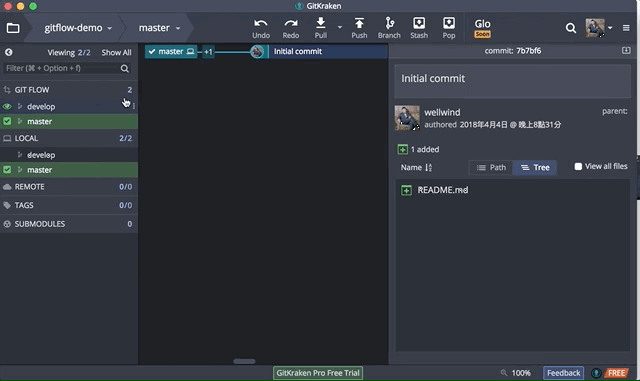 GitKraken
gitflow-demo
master
Undo
Redo
Pull
Push
Branch
Stash
Pop
Glo
Soon
Viewing 2/2
Show All
Filter (⌘ + Option + f)
GIT FLOW 2
develop
master
LOCAL 2/2
develop
master
REMOTE 0/0
TAGS 0/0
SUBMODULES 0
master
+1
Initial commit
commit: 7b7bf6
Initial commit
wellwind
authored 2018年4月4日 @ 晚上8點31分
parent:
1 added
Name
Path
Tree
View all files
README.md
GitKraken Pro Free Trial
100%
Feedback
FREE